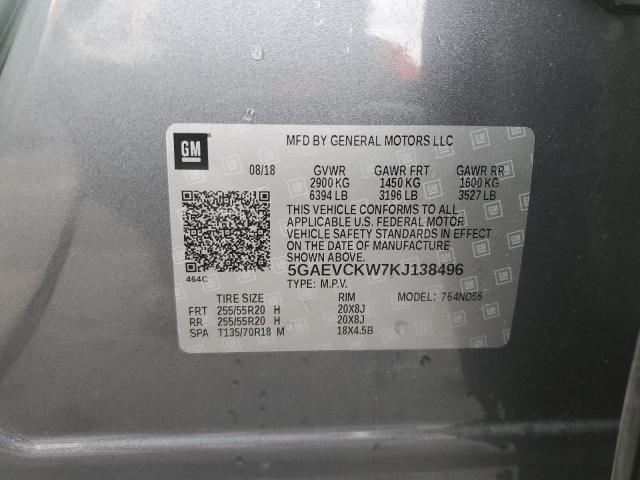 GM
MFD BY GENERAL MOTORS LLC
08/18 GVWR GAWR FRT GAWR RR
2900 KG 1450 KG 1600 KG
6394 LB 3196 LB 3527 LB
THIS VEHICLE CONFORMS TO ALL
APPLICABLE U.S. FEDERAL MOTOR
VEHICLE SAFETY STANDARDS IN EFFECT
ON THE DATE OF MANUFACTURE
SHOWN ABOVE.
464C
5GAEVCKW7KJ138496
TYPE: M.P.V. MODEL: 764ND56
TIRE SIZE RIM
FRT 255/55R20 H 20X8J
RR 255/55R20 H 20X8J
SPA T135/70R18 M 18X4.5B